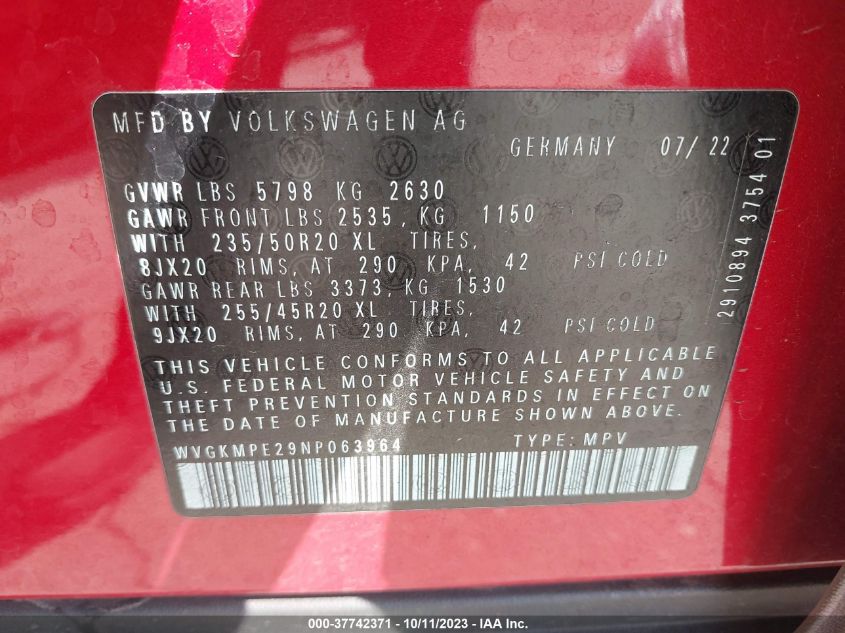 MFD BY VOLKSWAGEN AG
GERMANY 07/22
GVWR LBS 5798 KG 2630
GAWR FRONT LBS 2535, KG 1150
WITH 235/50R20 XL TIRES,
8JX20 RIMS, AT 290 KPA, 42 PSI COLD
GAWR REAR LBS 3373, KG 1530
WITH 255/45R20 XL TIRES,
9JX20 RIMS, AT 290 KPA, 42 PSI COLD
THIS VEHICLE CONFORMS TO ALL APPLICABLE
U.S. FEDERAL MOTOR VEHICLE SAFETY AND
THEFT PREVENTION STANDARDS IN EFFECT ON
THE DATE OF MANUFACTURE SHOWN ABOVE.
WVGKMPE29NP063964 TYPE: MPV
2910894 3754 01
000-37742371 - 10/11/2023 - IAA Inc.